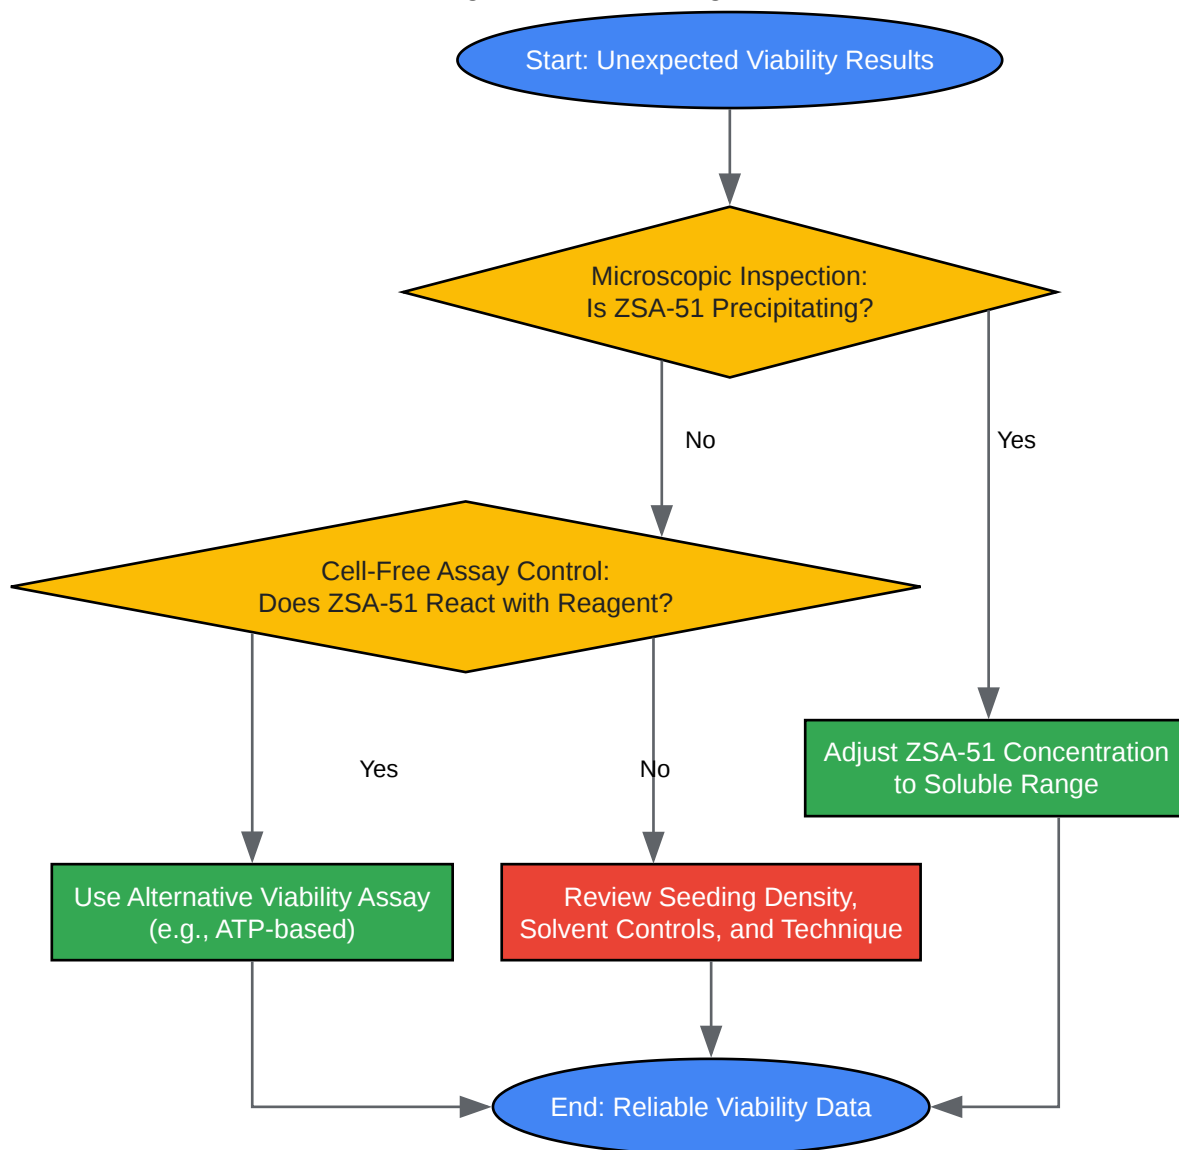 Start: Unexpected Viability Results
Microscopic Inspection:
Is ZSA-51 Precipitating?
No
Yes
Cell-Free Assay Control:
Does ZSA-51 React with Reagent?
Adjust ZSA-51 Concentration
to Soluble Range
Yes
No
Use Alternative Viability Assay
(e.g., ATP-based)
Review Seeding Density,
Solvent Controls, and Technique
End: Reliable Viability Data